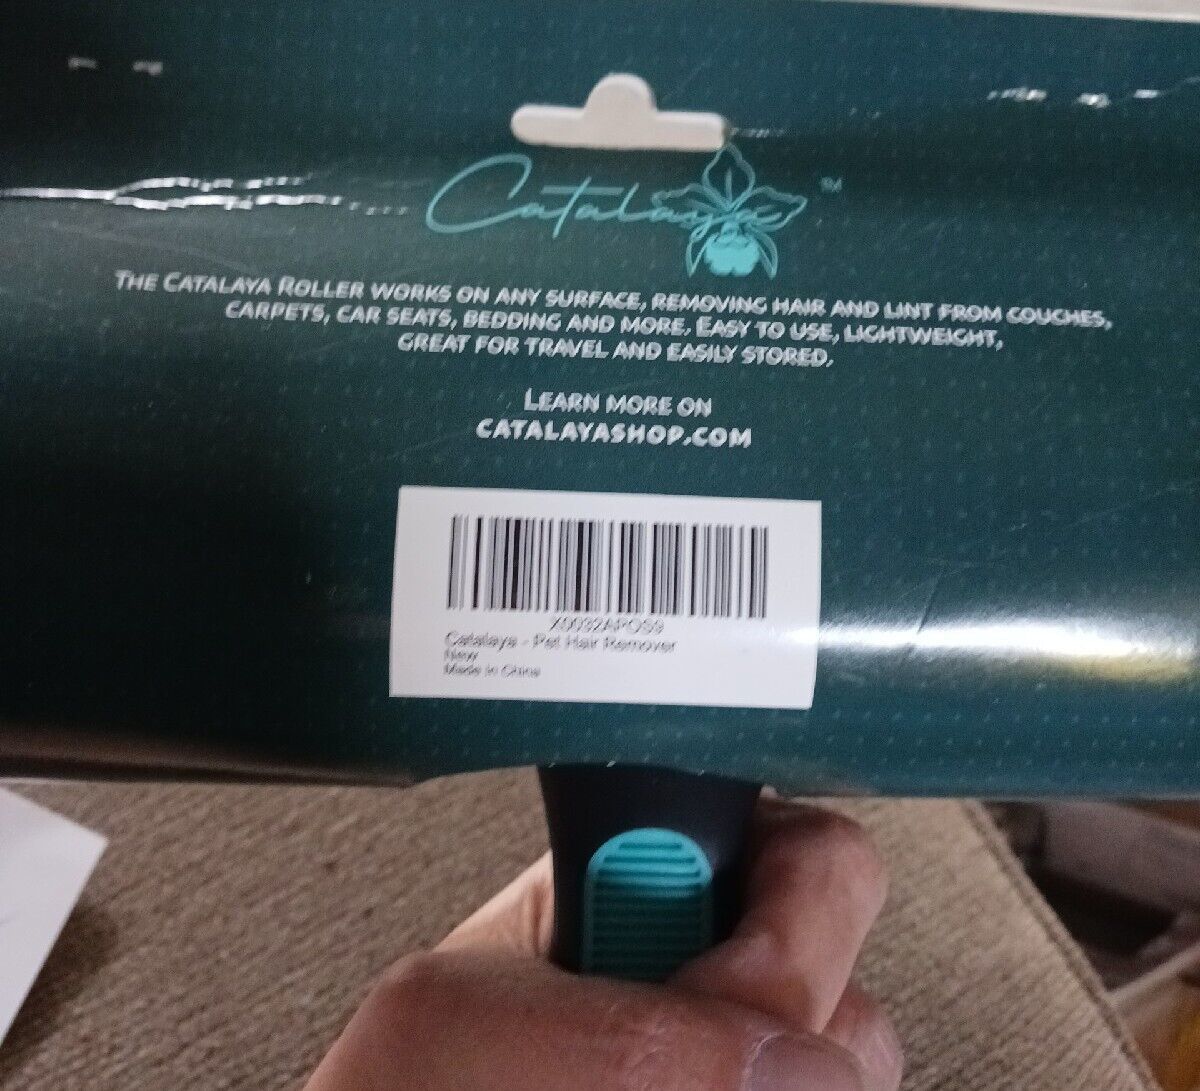 Catalaya™
THE CATALAYA ROLLER WORKS ON ANY SURFACE, REMOVING HAIR AND LINT FROM COUCHES,
CARPETS, CAR SEATS, BEDDING AND MORE. EASY TO USE, LIGHTWEIGHT,
GREAT FOR TRAVEL AND EASILY STORED.
LEARN MORE ON
CATALAYASHOP.COM
X0032APOS9
Catalaya - Pet Hair Remover
New
Made in China